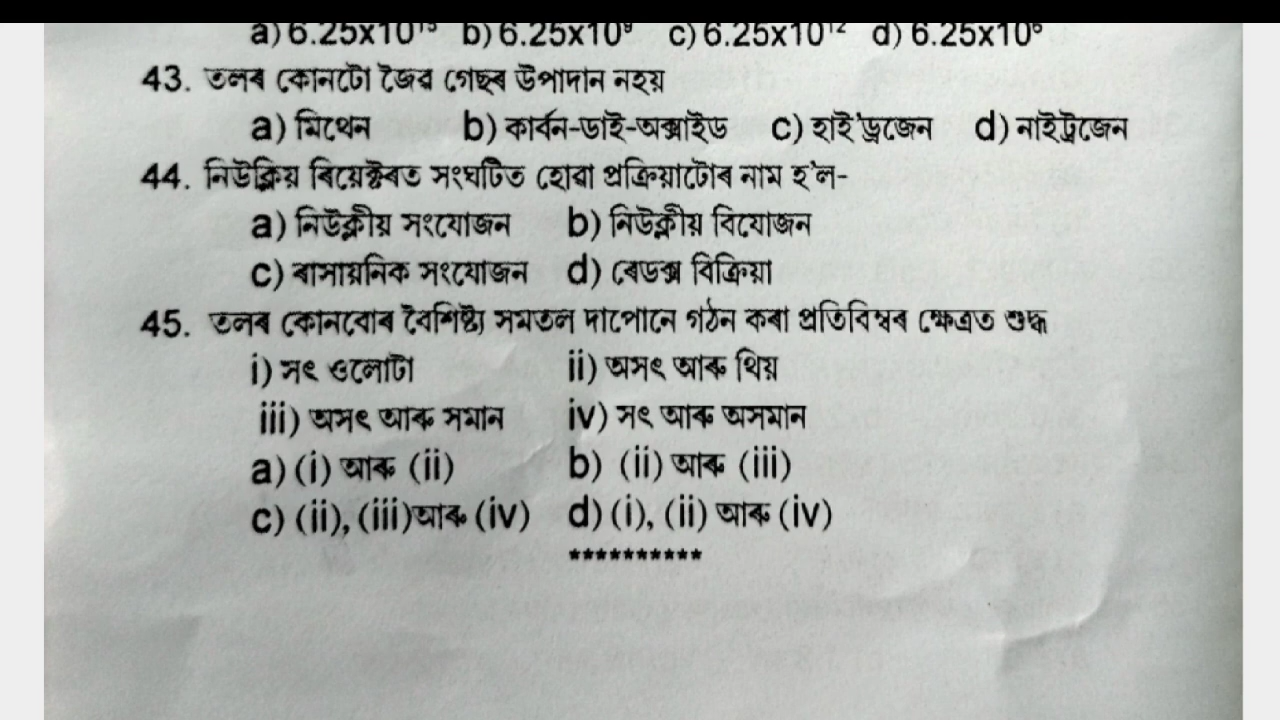 a) 6.25x10¹⁵ b) 6.25x10⁹ c) 6.25x10¹² d) 6.25x10⁶
43. তলৰ কোনটো জৈৱ গেছৰ উপাদান নহয়
a) মিথেন b) কাৰ্বন-ডাই-অক্সাইড c) হাই'ড্ৰজেন d) নাইট্ৰজেন
44. নিউক্লিয় ৰিয়েক্টৰত সংঘটিত হোৱা প্ৰক্ৰিয়াটোৰ নাম হ'ল-
a) নিউক্লীয় সংযোজন b) নিউক্লীয় বিযোজন
c) ৰাসায়নিক সংযোজন d) ৰেডক্স বিক্ৰিয়া
45. তলৰ কোনবোৰ বৈশিষ্ট্য সমতল দাপোনে গঠন কৰা প্ৰতিবিম্বৰ ক্ষেত্ৰত শুদ্ধ
i) সৎ ওলোটা ii) অসৎ আৰু থিয়
iii) অসৎ আৰু সমান iv) সৎ আৰু অসমান
a) (i) আৰু (ii) b) (ii) আৰু (iii)
c) (ii), (iii)আৰু (iv) d) (i), (ii) আৰু (iv)
**********